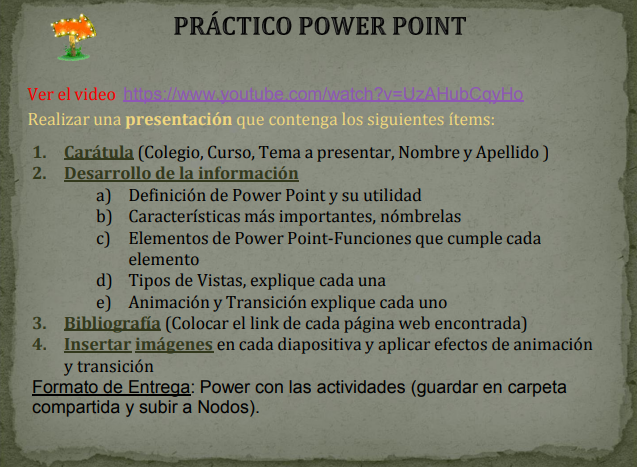 PRÁCTICO POWER POINT
Ver el video https://www.youtube.com/watch?v=UzAHubCqyHo
Realizar una presentación que contenga los siguientes ítems:
1. Carátula (Colegio, Curso, Tema a presentar, Nombre y Apellido )
2. Desarrollo de la información
a) Definición de Power Point y su utilidad
b) Características más importantes, nómbrelas
c) Elementos de Power Point-Funciones que cumple cada
elemento
d) Tipos de Vistas, explique cada una
e) Animación y Transición explique cada uno
3. Bibliografía (Colocar el link de cada página web encontrada)
4. Insertar imágenes en cada diapositiva y aplicar efectos de animación
y transición
Formato de Entrega: Power con las actividades (guardar en carpeta
compartida y subir a Nodos).